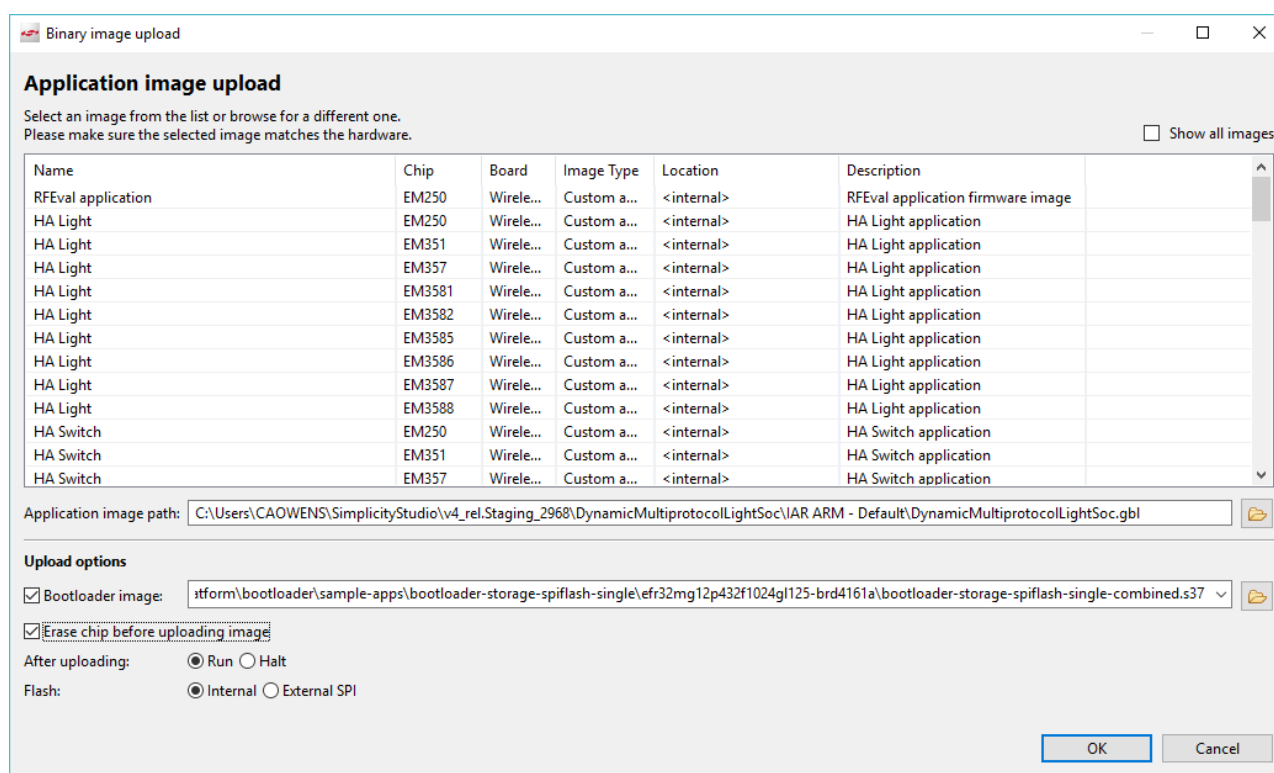 Binary image upload
Application image upload
Select an image from the list or browse for a different one.
Please make sure the selected image matches the hardware.
Show all images
Name Chip Board Image Type Location Description
RFEval application EM250 Wirele... Custom a... <internal> RFEval application firmware image
HA Light EM250 Wirele... Custom a... <internal> HA Light application
HA Light EM351 Wirele... Custom a... <internal> HA Light application
HA Light EM357 Wirele... Custom a... <internal> HA Light application
HA Light EM3581 Wirele... Custom a... <internal> HA Light application
HA Light EM3582 Wirele... Custom a... <internal> HA Light application
HA Light EM3585 Wirele... Custom a... <internal> HA Light application
HA Light EM3586 Wirele... Custom a... <internal> HA Light application
HA Light EM3587 Wirele... Custom a... <internal> HA Light application
HA Light EM3588 Wirele... Custom a... <internal> HA Light application
HA Switch EM250 Wirele... Custom a... <internal> HA Switch application
HA Switch EM351 Wirele... Custom a... <internal> HA Switch application
HA Switch EM357 Wirele... Custom a... <internal> HA Switch application
Application image path: C:\Users\CAOWENS\SimplicityStudio\v4_rel.Staging_2968\DynamicMultiprotocolLightSoc\IAR ARM - Default\DynamicMultiprotocolLightSoc.gbl
Upload options
Bootloader image: atform\bootloader\sample-apps\bootloader-storage-spiflash-single\efr32mg12p432f1024gl125-brd4161a\bootloader-storage-spiflash-single-combined.s37
Erase chip before uploading image
After uploading: Run Halt
Flash: Internal External SPI
OK Cancel